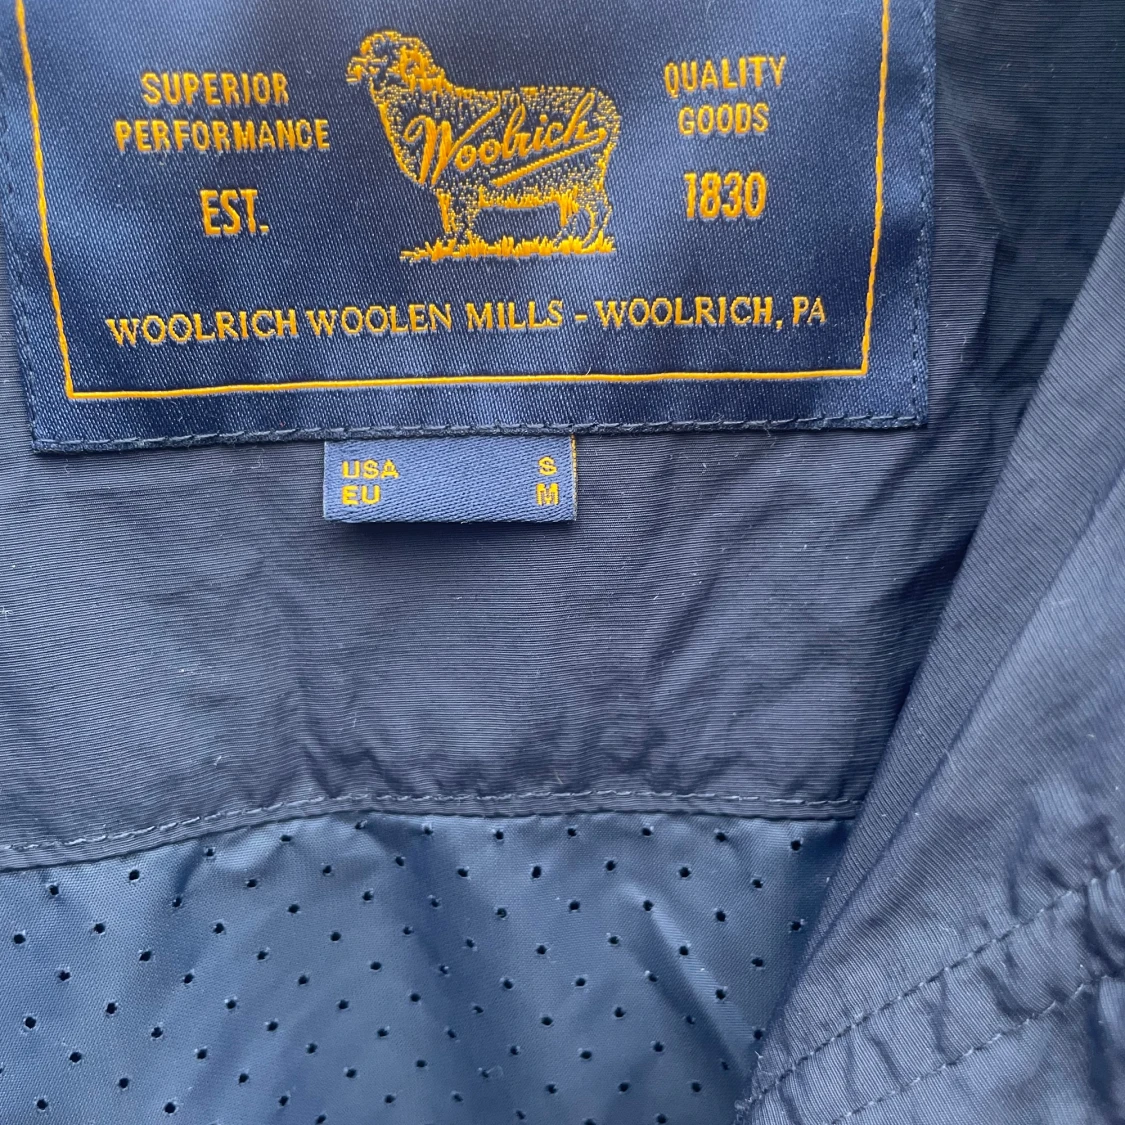 SUPERIOR
PERFORMANCE
EST.
Woolrich
QUALITY
GOODS
1830
WOOLRICH WOOLEN MILLS - WOOLRICH, PA
USA S
EU M